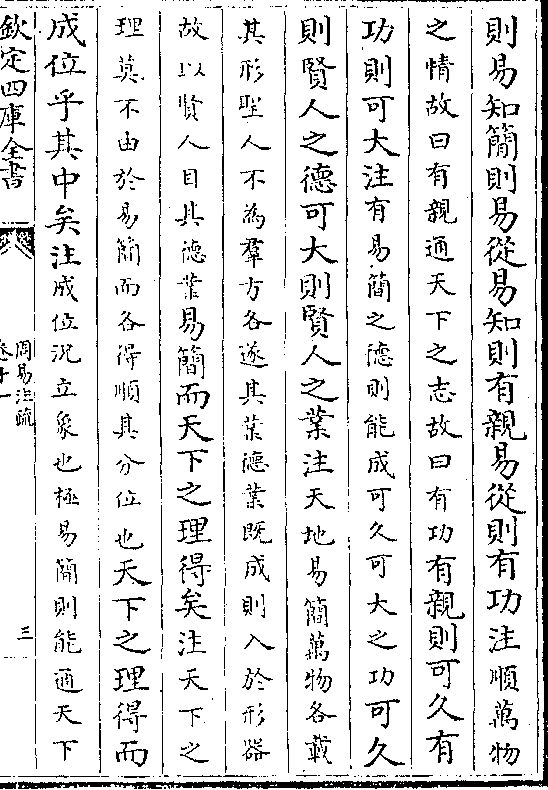 則易知簡則易從易知則有親易從則有功注順萬物
之情故曰有親通天下之志故曰有功有親則可久有
功則可大注有易簡之德則能成可久可大之功可久
則賢人之德可大則賢人之業注天地易簡萬物各載
其形聖人不為羣方各遂其業德業既成則入於形器
故以賢人目其德業易簡而天下之理得矣注天下之
理莫不由於易簡而各得順其分位也天下之理得而
成位乎其中矣注成位況立象也極易簡則能通天下
欽定四庫全書
周易注疏
卷十一
三